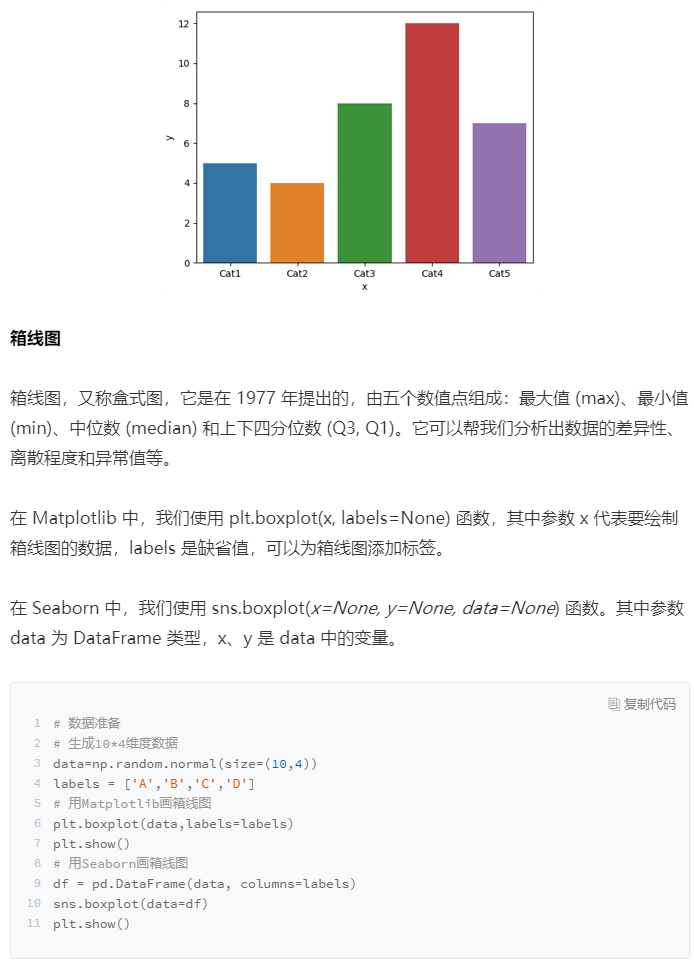 12
10
8
6
4
2
0
y
Cat1 Cat2 Cat3 Cat4 Cat5
x
箱线图
箱线图，又称盒式图，它是在 1977 年提出的，由五个数值点组成：最大值 (max)、最小值
(min)、中位数 (median) 和上下四分位数 (Q3, Q1)。它可以帮我们分析出数据的差异性、
离散程度和异常值等。
在 Matplotlib 中，我们使用 plt.boxplot(x, labels=None) 函数，其中参数 x 代表要绘制
箱线图的数据，labels 是缺省值，可以为箱线图添加标签。
在 Seaborn 中，我们使用 sns.boxplot(x=None, y=None, data=None) 函数。其中参数
data 为 DataFrame 类型，x、y 是 data 中的变量。
复制代码
1 # 数据准备
2 # 生成10*4维度数据
3 data=np.random.normal(size=(10,4))
4 labels = ['A','B','C','D']
5 # 用Matplotlib画箱线图
6 plt.boxplot(data,labels=labels)
7 plt.show()
8 # 用Seaborn画箱线图
9 df = pd.DataFrame(data, columns=labels)
10 sns.boxplot(data=df)
11 plt.show()